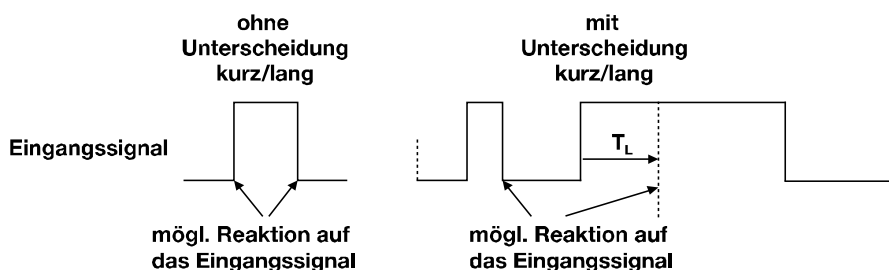 ohne
Unterscheidung
kurz/lang
mit
Unterscheidung
kurz/lang
Eingangssignal
T_L
mögl. Reaktion auf
das Eingangssignal
mögl. Reaktion auf
das Eingangssignal